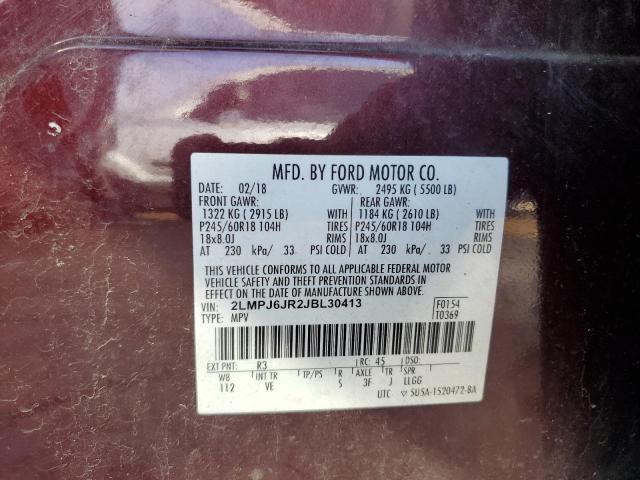 MFD. BY FORD MOTOR CO.
DATE: 02/18 GVWR: 2495 KG ( 5500 LB)
FRONT GAWR: REAR GAWR:
1322 KG ( 2915 LB) WITH 1184 KG ( 2610 LB) WITH
P245/60R18 104H TIRES P245/60R18 104H TIRES
18x8.0J RIMS 18x8.0J RIMS
AT 230 kPa/ 33 PSI COLD AT 230 kPa/ 33 PSI COLD
THIS VEHICLE CONFORMS TO ALL APPLICABLE FEDERAL MOTOR
VEHICLE SAFETY AND THEFT PREVENTION STANDARDS IN
EFFECT ON THE DATE OF MANUFACTURE SHOWN ABOVE.
VIN: 2LMPJ6JR2JBL30413 F0154
TYPE: MPV T0369
EXT PNT: R3 RC: 45 DSO:
WB INT TR TP/PS R AXLE TR SPR
112 VE S 3F J LLGG
UTC ▽ 5U5A-1520472-BA